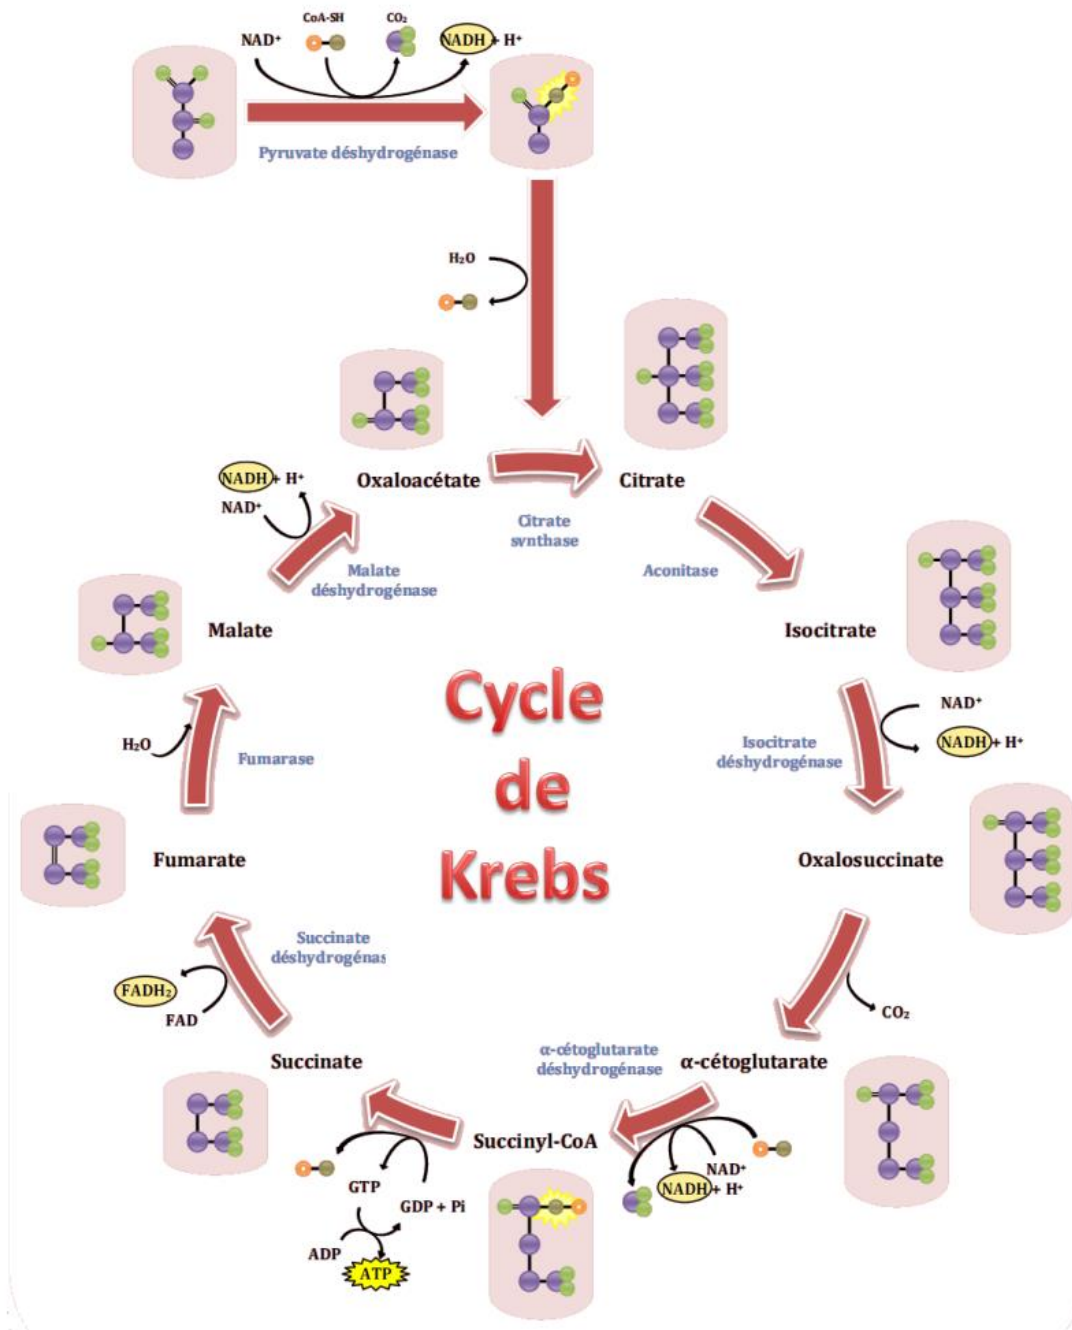 CoA-SH
CO₂
NAD⁺
NADH + H⁺
Pyruvate déshydrogénase
H₂O
Oxaloacétate
Citrate
Citrate
synthase
Aconitase
NADH + H⁺
NAD⁺
Malate
déshydrogénase
Malate
Isocitrate
NAD⁺
NADH + H⁺
Isocitrate
déshydrogénase
Cycle
de
Krebs
H₂O
Fumarase
Fumarate
Oxalosuccinate
Succinate
déshydrogénas
FADH₂
FAD
CO₂
Succinate
α-cétoglutarate
déshydrogénase
α-cétoglutarate
Succinyl-CoA
NAD⁺
NADH + H⁺
GTP
GDP + Pi
ADP
ATP